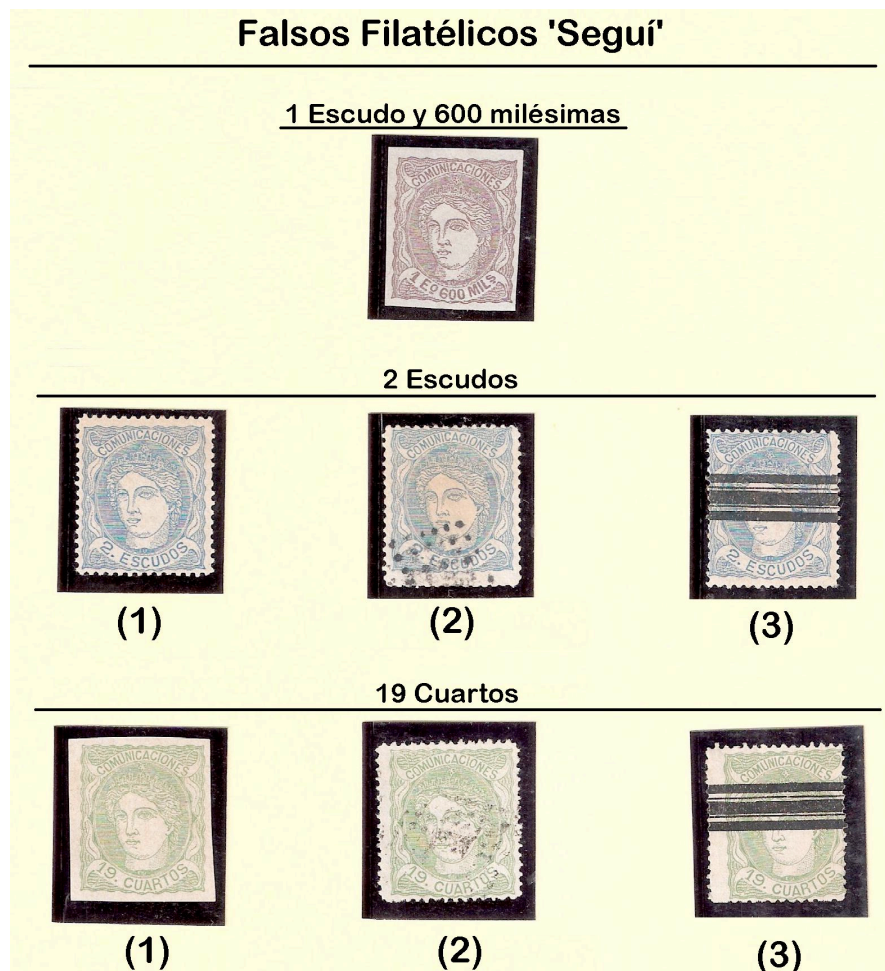 Falsos Filatélicos 'Seguí'
1 Escudo y 600 milésimas
COMUNICACIONES
1 Eº 600 MILS
2 Escudos
COMUNICACIONES
2. ESCUDOS
COMUNICACIONES
ESCUDOS
COMUNICACIONES
2. ESCUDOS
(1)
(2)
(3)
19 Cuartos
COMUNICACIONES
19. CUARTOS
COMUNICACIONES
19. CUARTOS
COMUNICACIONES
19. CUARTOS
(1)
(2)
(3)